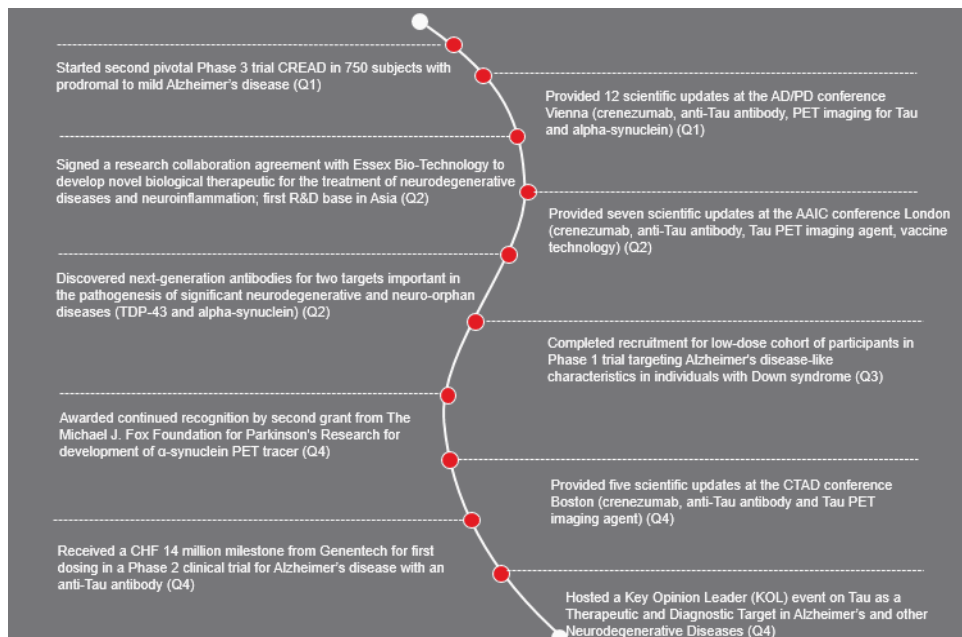 Started second pivotal Phase 3 trial CREAD in 750 subjects with
prodromal to mild Alzheimer's disease (Q1)
Provided 12 scientific updates at the AD/PD conference
Vienna (crenezumab, anti-Tau antibody, PET imaging for Tau
and alpha-synuclein) (Q1)
Signed a research collaboration agreement with Essex Bio-Technology to
develop novel biological therapeutic for the treatment of neurodegenerative
diseases and neuroinflammation; first R&D base in Asia (Q2)
Provided seven scientific updates at the AAIC conference London
(crenezumab, anti-Tau antibody, Tau PET imaging agent, vaccine
technology) (Q2)
Discovered next-generation antibodies for two targets important in
the pathogenesis of significant neurodegenerative and neuro-orphan
diseases (TDP-43 and alpha-synuclein) (Q2)
Completed recruitment for low-dose cohort of participants in
Phase 1 trial targeting Alzheimer's disease-like
characteristics in individuals with Down syndrome (Q3)
Awarded continued recognition by second grant from The
Michael J. Fox Foundation for Parkinson's Research for
development of α-synuclein PET tracer (Q4)
Provided five scientific updates at the CTAD conference
Boston (crenezumab, anti-Tau antibody and Tau PET
imaging agent) (Q4)
Received a CHF 14 million milestone from Genentech for first
dosing in a Phase 2 clinical trial for Alzheimer's disease with an
anti-Tau antibody (Q4)
Hosted a Key Opinion Leader (KOL) event on Tau as a
Therapeutic and Diagnostic Target in Alzheimer's and other
Neurodegenerative Diseases (Q4)